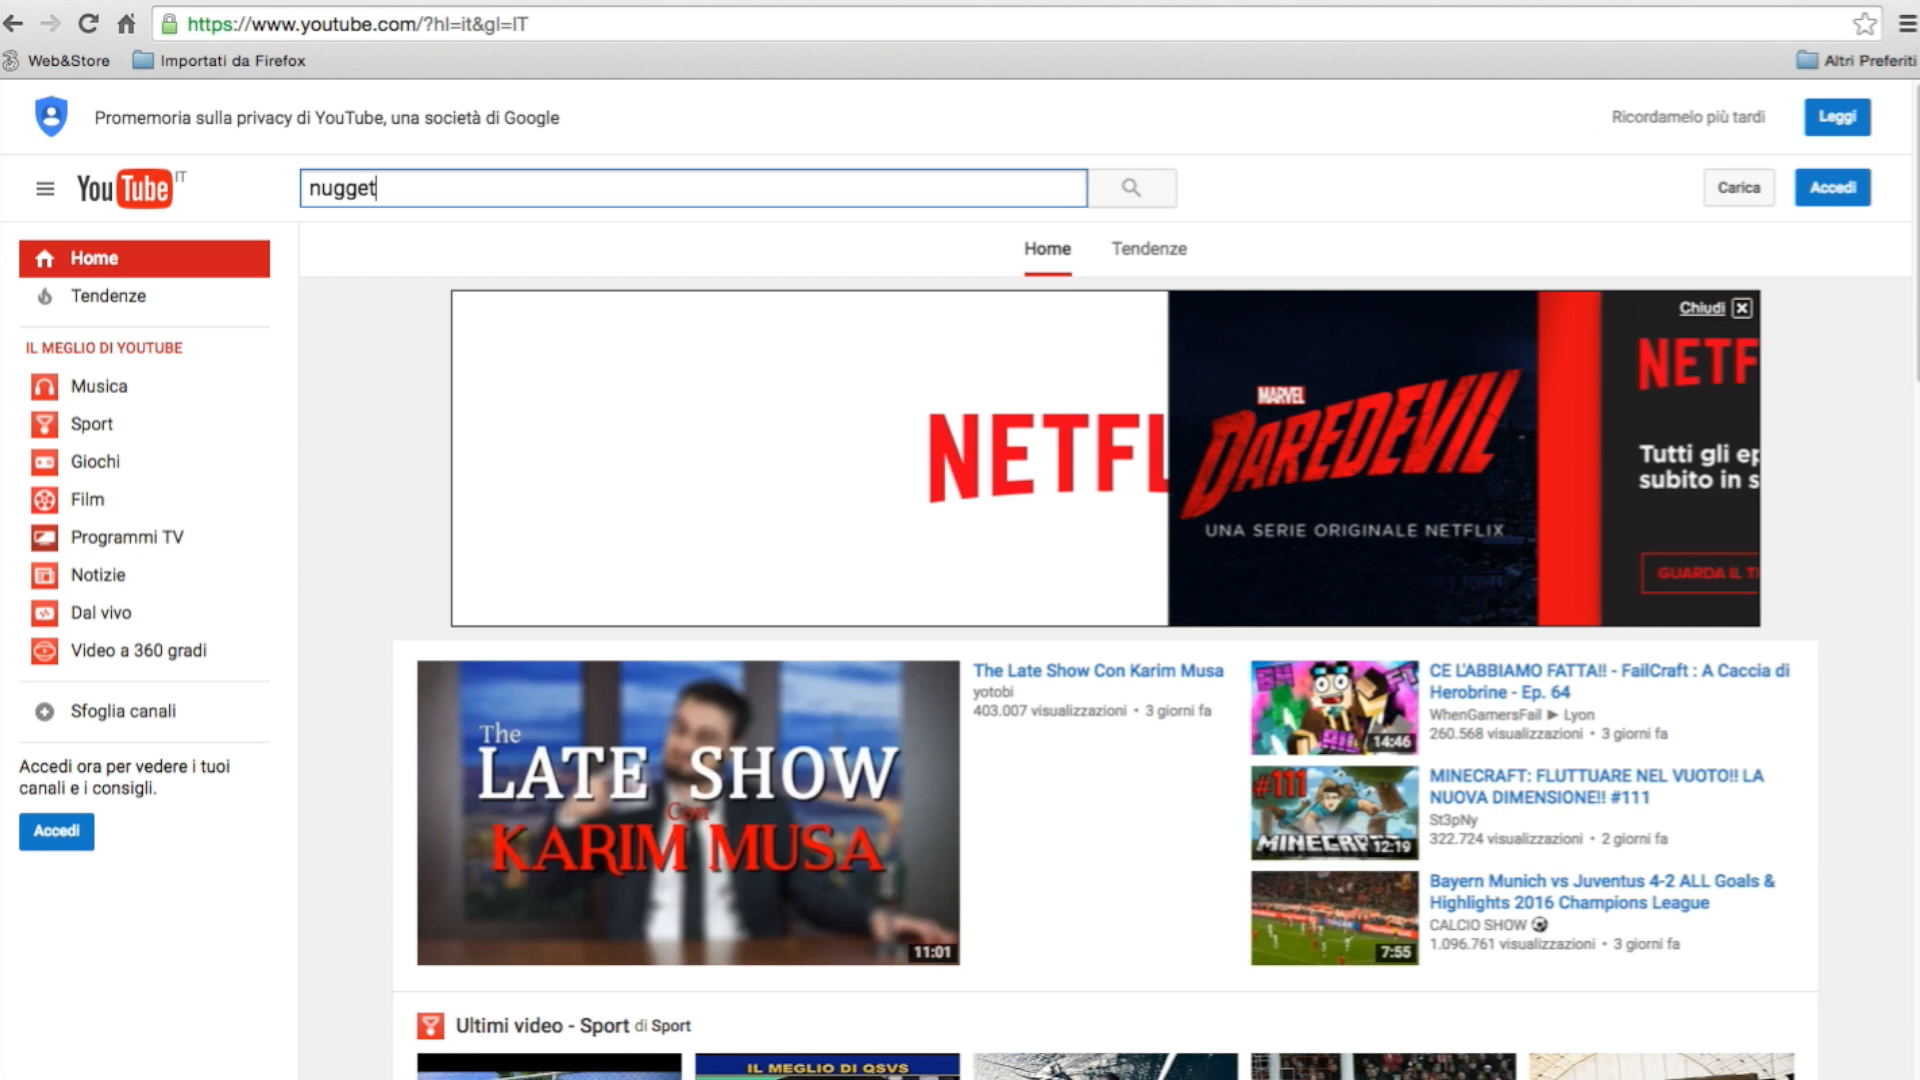 https://www.youtube.com/?hl=it&gl=IT
Web&Store
Importati da Firefox
Altri Preferiti
Promemoria sulla privacy di YouTube, una società di Google
Ricordamelo più tardi
Leggi
YouTube IT
nugget
Carica
Accedi
Home
Tendenze
Home
Tendenze
IL MEGLIO DI YOUTUBE
Musica
Sport
Giochi
Film
Programmi TV
Notizie
Dal vivo
Video a 360 gradi
Sfoglia canali
Accedi ora per vedere i tuoi
canali e i consigli.
Accedi
Chiudi
NETFL
MARVEL
DAREDEVIL
UNA SERIE ORIGINALE NETFLIX
NETF
Tutti gli ep
subito in s
GUARDA IL T
The
LATE SHOW
Con
KARIM MUSA
11:01
The Late Show Con Karim Musa
yotobi
403.007 visualizzazioni • 3 giorni fa
14:46
CE L'ABBIAMO FATTA!! - FailCraft : A Caccia di
Herobrine - Ep. 64
WhenGamersFail ▶ Lyon
260.568 visualizzazioni • 3 giorni fa
#111
MINECR
12:19
MINECRAFT: FLUTTUARE NEL VUOTO!! LA
NUOVA DIMENSIONE!! #111
St3pNy
322.724 visualizzazioni • 2 giorni fa
7:55
Bayern Munich vs Juventus 4-2 ALL Goals &
Highlights 2016 Champions League
CALCIO SHOW ⚽
1.096.761 visualizzazioni • 3 giorni fa
Ultimi video - Sport di Sport
IL MEGLIO DI QSVS